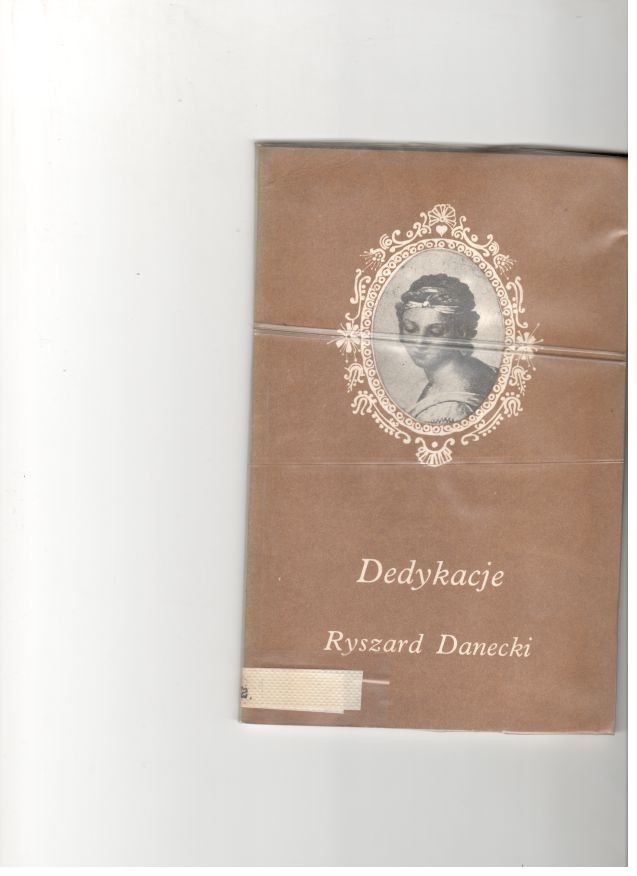 Dedykacje
Ryszard Danecki
a.